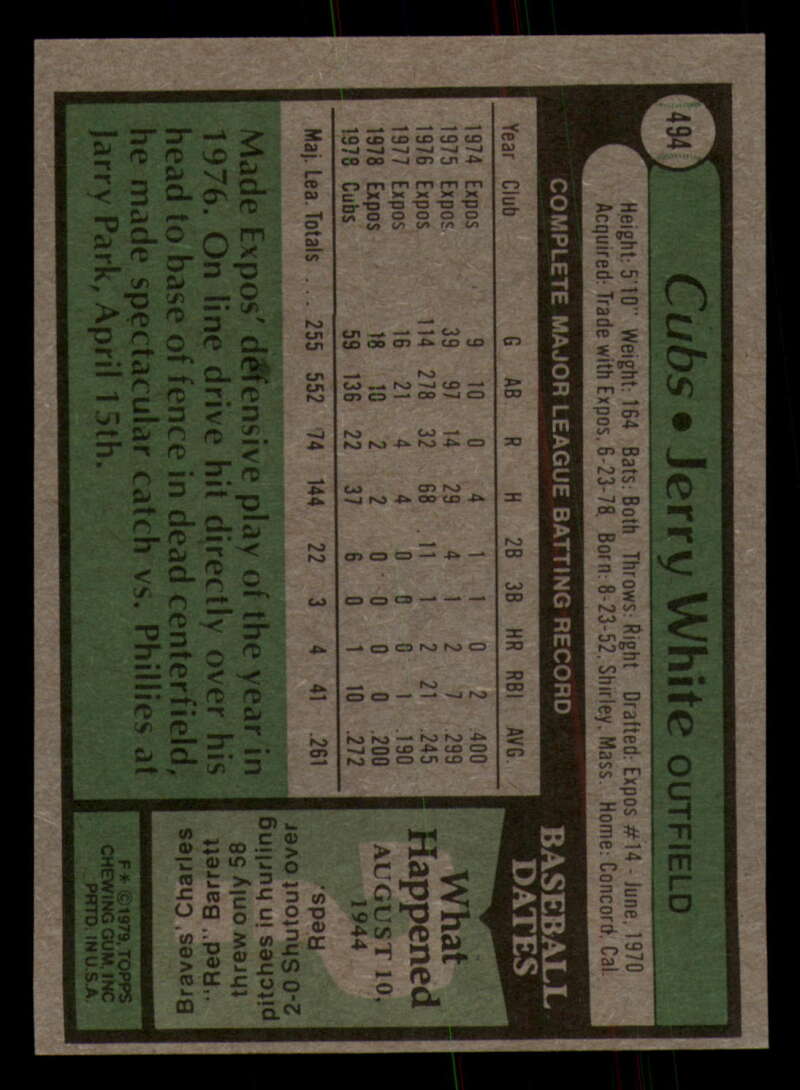 494
Cubs • Jerry White OUTFIELD
Height: 5'10" Weight: 164 Bats: Both Throws: Right Drafted: Expos #14 - June, 1970
Acquired: Trade with Expos, 6-23-78 Born: 8-23-52, Shirley, Mass. Home: Concord, Cal.
COMPLETE MAJOR LEAGUE BATTING RECORD
Year Club G AB R H 2B 3B HR RBI AVG.
1974 Expos 9 10 0 4 1 1 0 2 .400
1975 Expos 39 97 14 29 4 1 2 7 .299
1976 Expos 114 278 32 68 11 1 2 21 .245
1977 Expos 16 21 4 4 0 0 0 1 .190
1978 Expos 18 10 2 2 0 0 0 0 .200
1978 Cubs 59 136 22 37 6 0 1 10 .272
Maj. Lea. Totals ... 255 552 74 144 22 3 4 41 .261
Made Expos' defensive play of the year in
1976. On line drive hit directly over his
head to base of fence in dead centerfield,
he made spectacular catch vs. Phillies at
Jarry Park, April 15th.
BASEBALL
DATES
What
Happened
AUGUST 10,
1944
Braves' Charles
"Red" Barrett
threw only 58
pitches in hurling
2-0 Shutout over
Reps.
F* © 1979, TOPPS
CHEWING GUM, INC
PRTD. IN U.S.A.